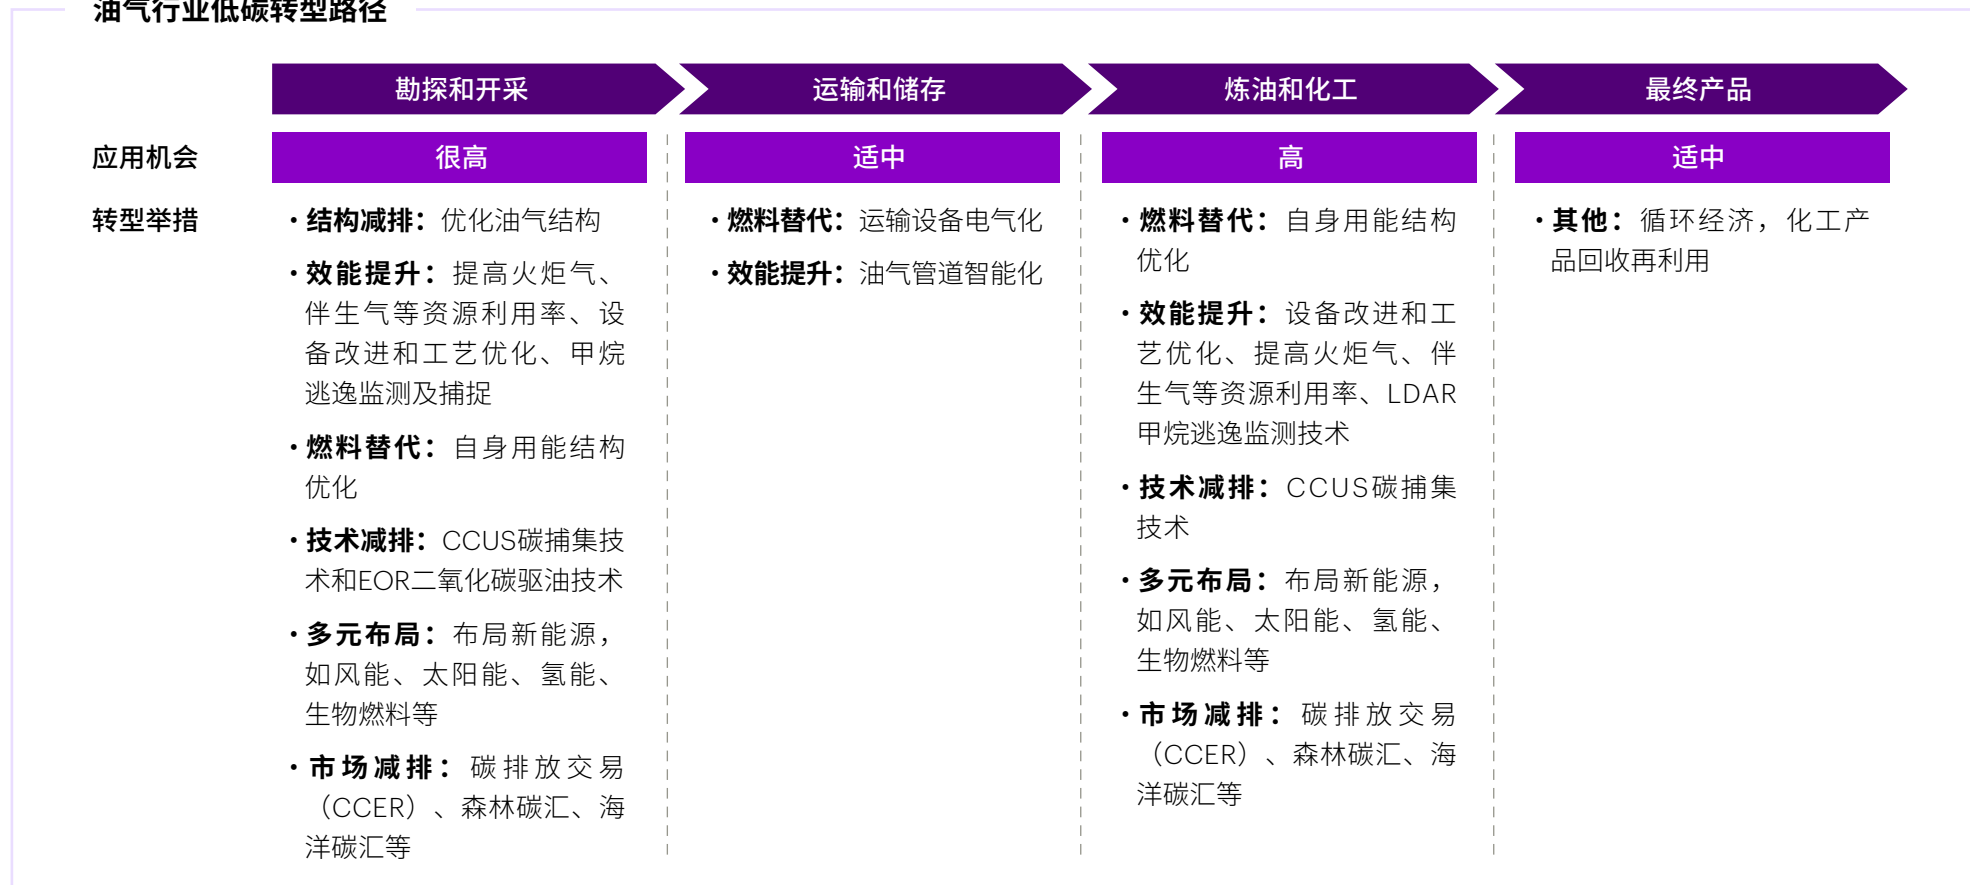 油气行业低碳转型路径
勘探和开采
运输和储存
炼油和化工
最终产品
应用机会
很高
适中
高
适中
转型举措
·结构减排：优化油气结构
·效能提升：提高火炬气、
伴生气等资源利用率、设
备改进和工艺优化、甲烷
逃逸监测及捕捉
·燃料替代：自身用能结构
优化
·技术减排：CCUS碳捕集技
术和EOR二氧化碳驱油技术
·多元布局：布局新能源，
如风能、太阳能、氢能、
生物燃料等
·市场减排：碳排放交易
（CCER）、森林碳汇、海
洋碳汇等
·燃料替代：运输设备电气化
·效能提升：油气管道智能化
·燃料替代：自身用能结构
优化
·效能提升：设备改进和工
艺优化、提高火炬气、伴
生气等资源利用率、LDAR
甲烷逃逸监测技术
·技术减排：CCUS碳捕集
技术
·多元布局：布局新能源，
如风能、太阳能、氢能、
生物燃料等
·市场减排：碳排放交易
（CCER）、森林碳汇、海
洋碳汇等
·其他：循环经济，化工产
品回收再利用